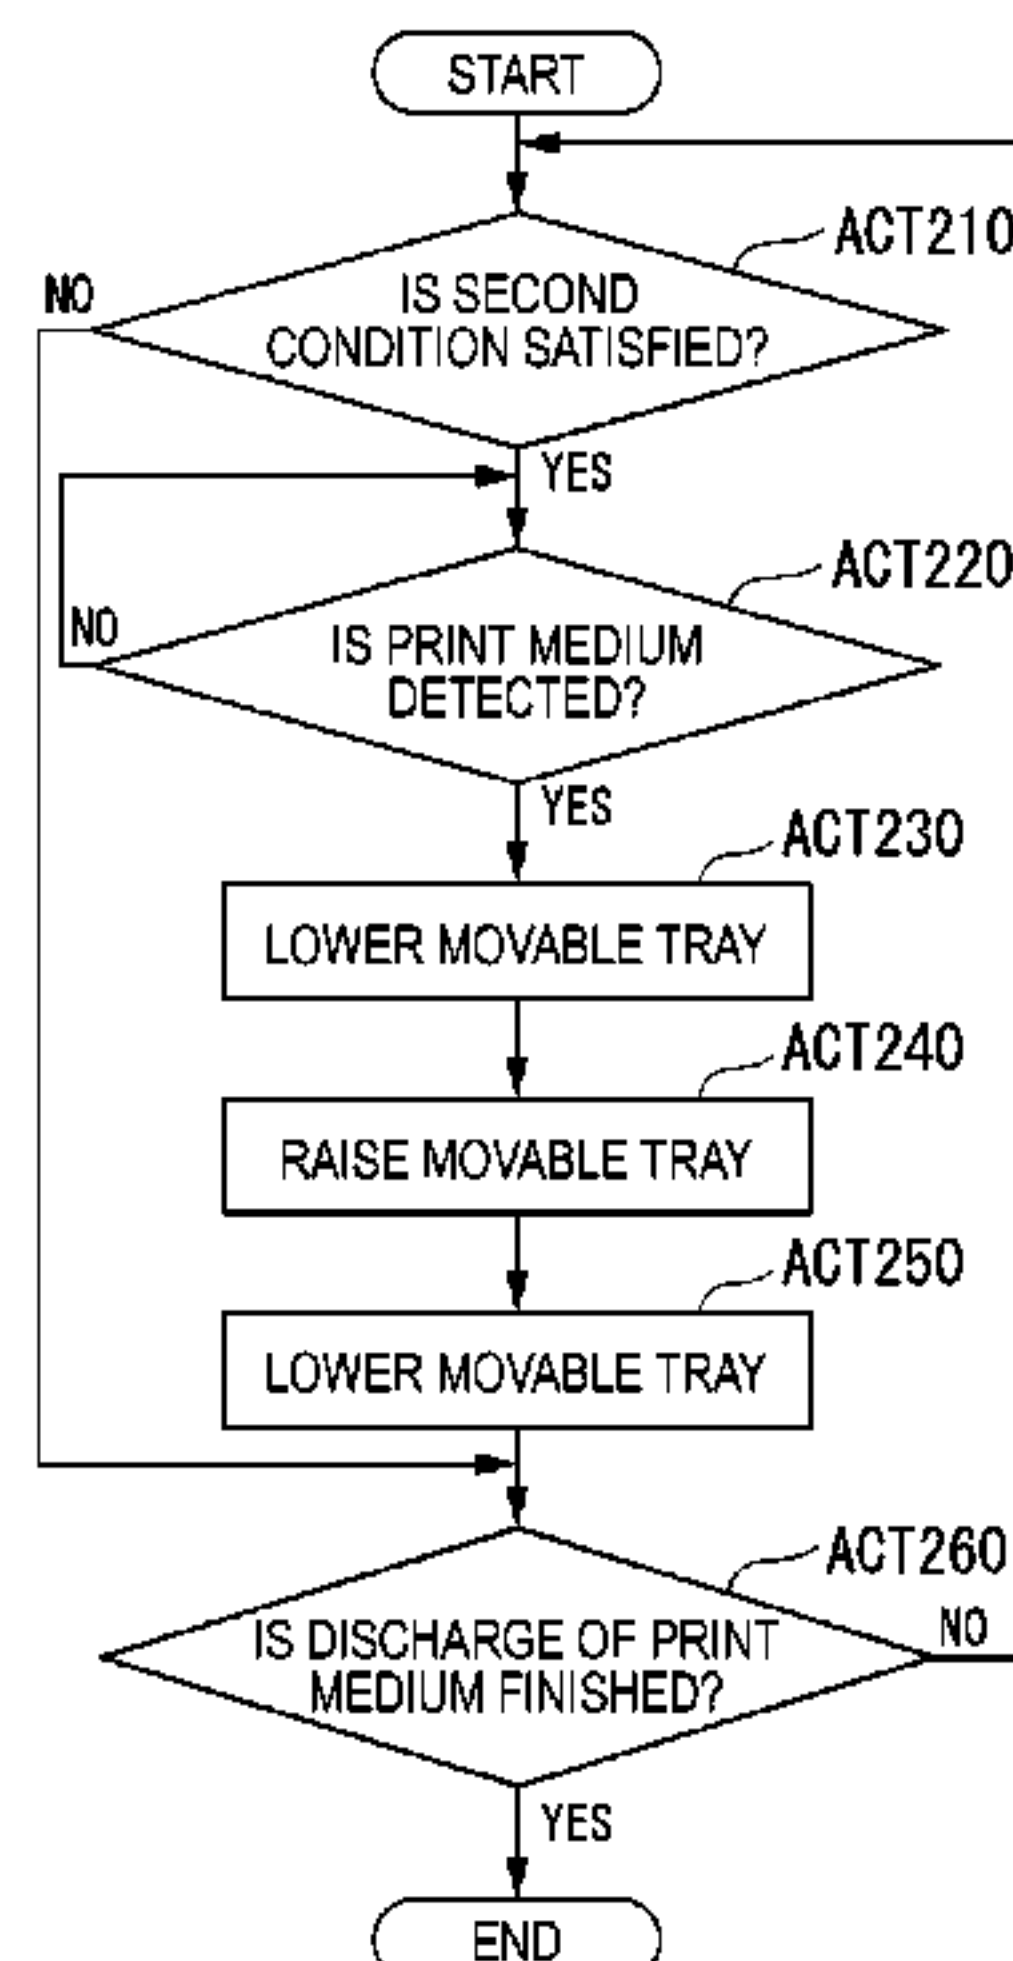 START
ACT210
NO
IS SECOND
CONDITION SATISFIED?
YES
ACT220
NO
IS PRINT MEDIUM
DETECTED?
YES
ACT230
LOWER MOVABLE TRAY
ACT240
RAISE MOVABLE TRAY
ACT250
LOWER MOVABLE TRAY
ACT260
IS DISCHARGE OF PRINT
MEDIUM FINISHED?
NO
YES
END